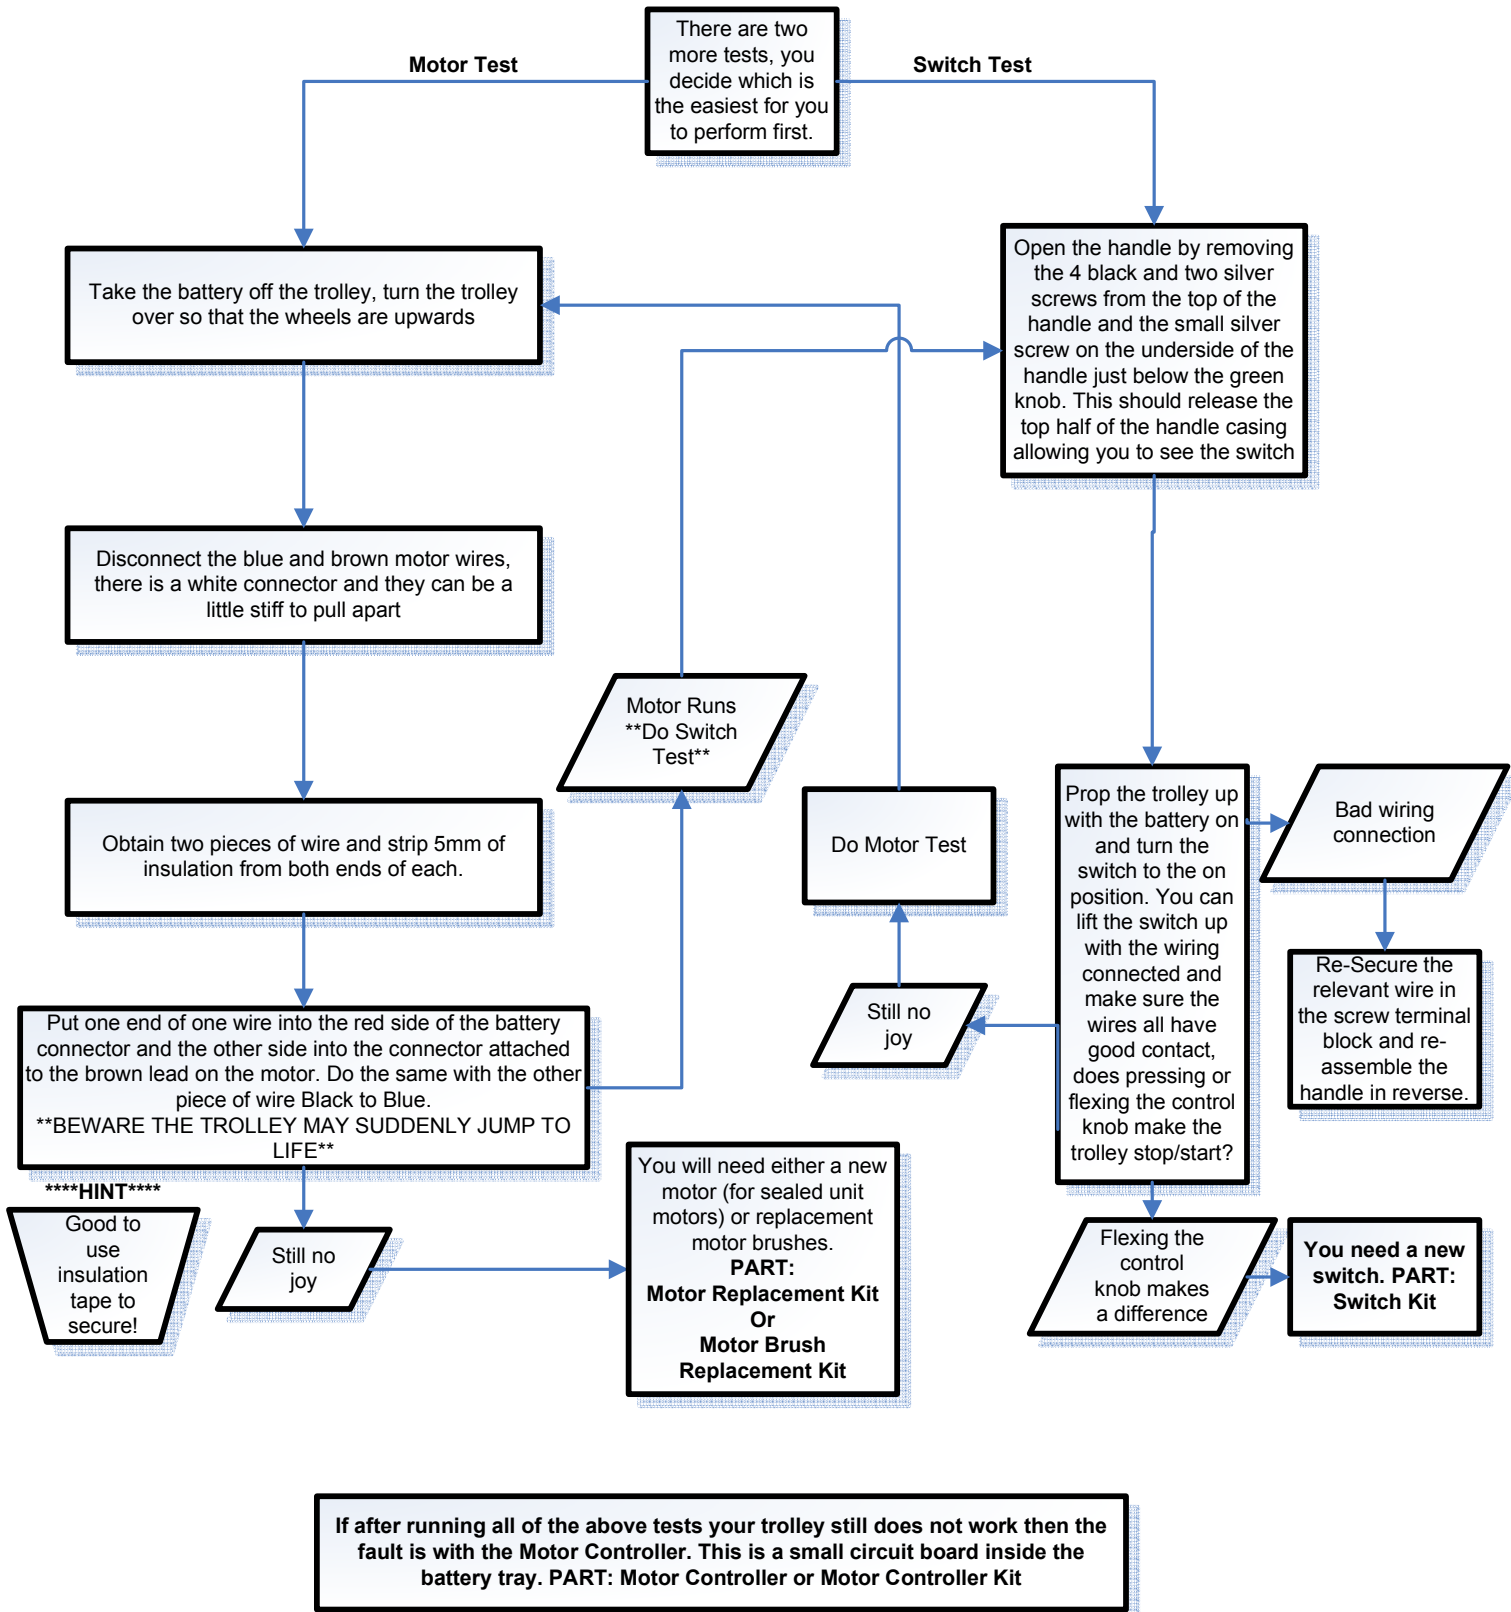 There are two
more tests, you
decide which is
the easiest for you
to perform first.
Motor Test
Switch Test
Take the battery off the trolley, turn the trolley
over so that the wheels are upwards
Open the handle by removing
the 4 black and two silver
screws from the top of the
handle and the small silver
screw on the underside of the
handle just below the green
knob. This should release the
top half of the handle casing
allowing you to see the switch
Disconnect the blue and brown motor wires,
there is a white connector and they can be a
little stiff to pull apart
Motor Runs
**Do Switch
Test**
Obtain two pieces of wire and strip 5mm of
insulation from both ends of each.
Do Motor Test
Prop the trolley up
with the battery on
and turn the
switch to the on
position. You can
lift the switch up
with the wiring
connected and
make sure the
wires all have
good contact,
does pressing or
flexing the control
knob make the
trolley stop/start?
Bad wiring
connection
Re-Secure the
relevant wire in
the screw terminal
block and re-
assemble the
handle in reverse.
Still no
joy
Put one end of one wire into the red side of the battery
connector and the other side into the connector attached
to the brown lead on the motor. Do the same with the other
piece of wire Black to Blue.
**BEWARE THE TROLLEY MAY SUDDENLY JUMP TO
LIFE**
****HINT****
Good to
use
insulation
tape to
secure!
Still no
joy
You will need either a new
motor (for sealed unit
motors) or replacement
motor brushes.
PART:
Motor Replacement Kit
Or
Motor Brush
Replacement Kit
Flexing the
control
knob makes
a difference
You need a new
switch. PART:
Switch Kit
If after running all of the above tests your trolley still does not work then the
fault is with the Motor Controller. This is a small circuit board inside the
battery tray. PART: Motor Controller or Motor Controller Kit